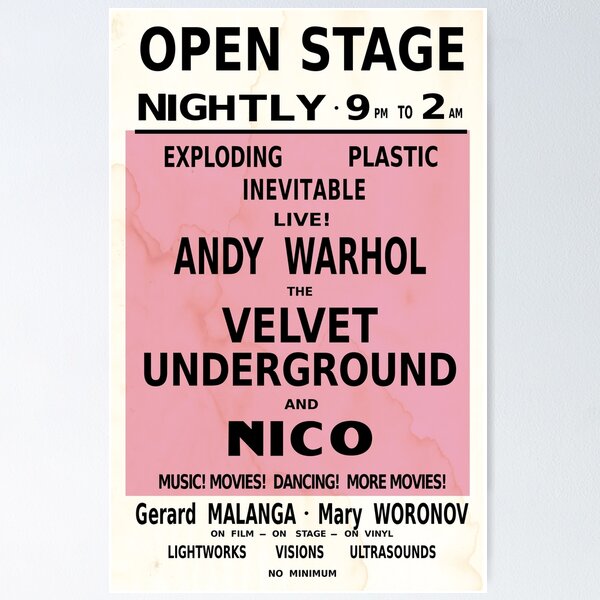 OPEN STAGE
NIGHTLY · 9 PM TO 2 AM
EXPLODING PLASTIC
INEVITABLE
LIVE!
ANDY WARHOL
THE
VELVET
UNDERGROUND
AND
NICO
MUSIC! MOVIES! DANCING! MORE MOVIES!
Gerard MALANGA · Mary WORONOV
ON FILM – ON STAGE – ON VINYL
LIGHTWORKS VISIONS ULTRASOUNDS
NO MINIMUM